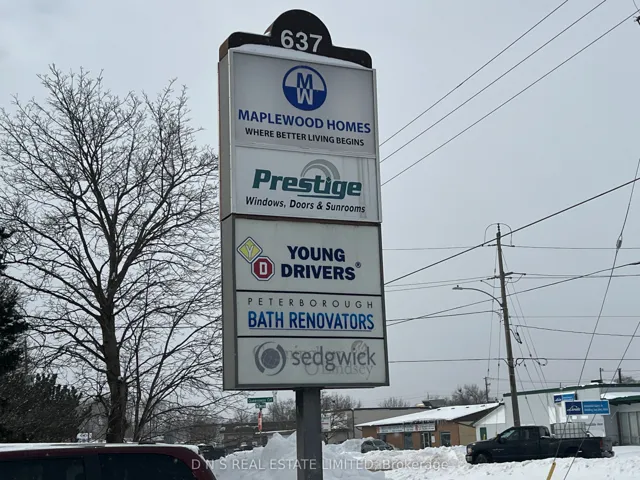 637
MAPLEWOOD HOMES
WHERE BETTER LIVING BEGINS
Prestige
Windows, Doors & Sunrooms
Y
D
YOUNG
DRIVERS®
PETERBOROUGH
BATH RENOVATORS
sedgwick
D N S REAL ESTATE LIMITED, Brokerage